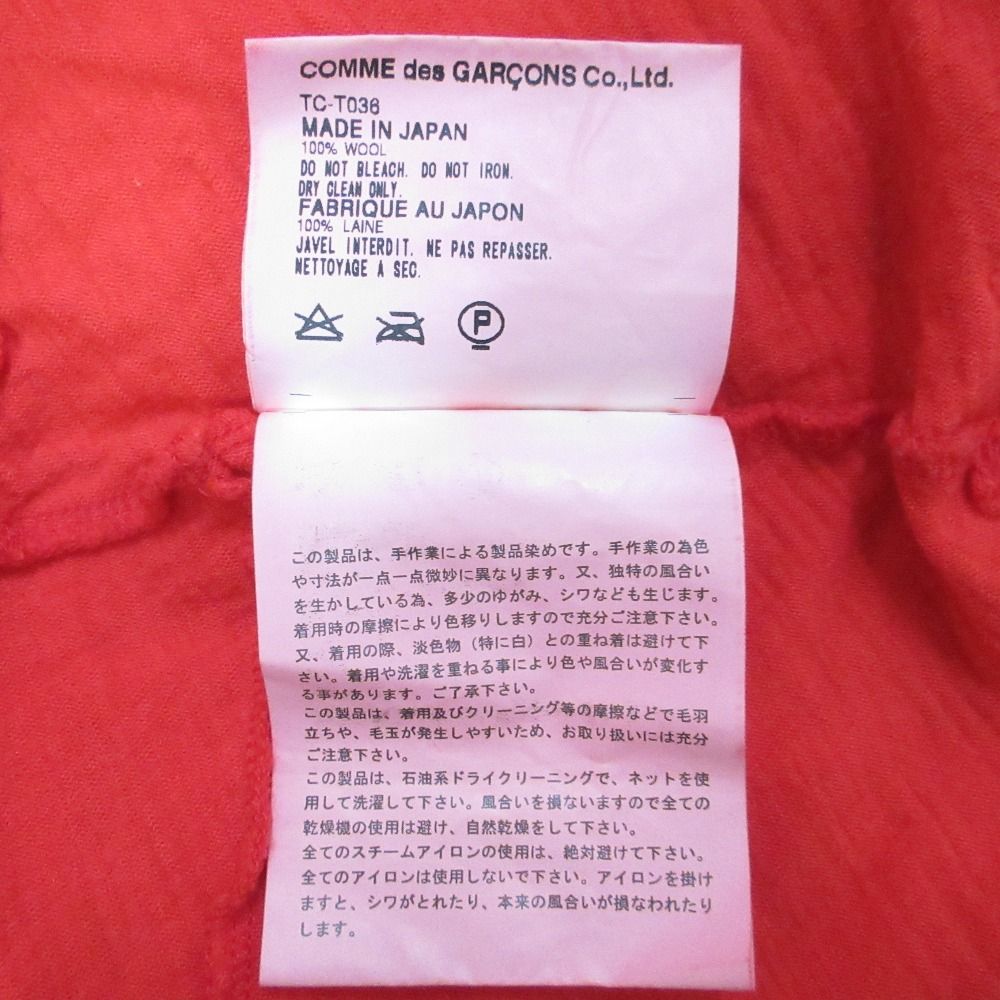 COMME des GARÇONS Co.,Ltd.
TC-T036
MADE IN JAPAN
100% WOOL
DO NOT BLEACH. DO NOT IRON.
DRY CLEAN ONLY.
FABRIQUE AU JAPON
100% LAINE
JAVEL INTERDIT. NE PAS REPASSER.
NETTOYAGE A SEC.
P
この製品は、手作業による製品染めです。手作業の為色
や寸法が一点一点微妙に異なります。又、独特の風合い
を生かしている為、多少のゆがみ、シワなども生じます。
着用時の摩擦により色移りしますので充分ご注意下さい。
又、着用の際、淡色物（特に白）との重ね着は避けて下
さい。着用や洗濯を重ねる事により色や風合いが変化す
る事があります。ご了承下さい。
この製品は、着用及びクリーニング等の摩擦などで毛羽
立ちや、毛玉が発生しやすいため、お取り扱いには充分
ご注意下さい。
この製品は、石油系ドライクリーニングで、ネットを使
用して洗濯して下さい。風合いを損ないますので全ての
乾燥機の使用は避け、自然乾燥をして下さい。
全てのスチームアイロンの使用は、絶対避けて下さい。
全てのアイロンは使用しないで下さい。アイロンを掛け
ますと、シワがとれたり、本来の風合いが損なわれたり
します。